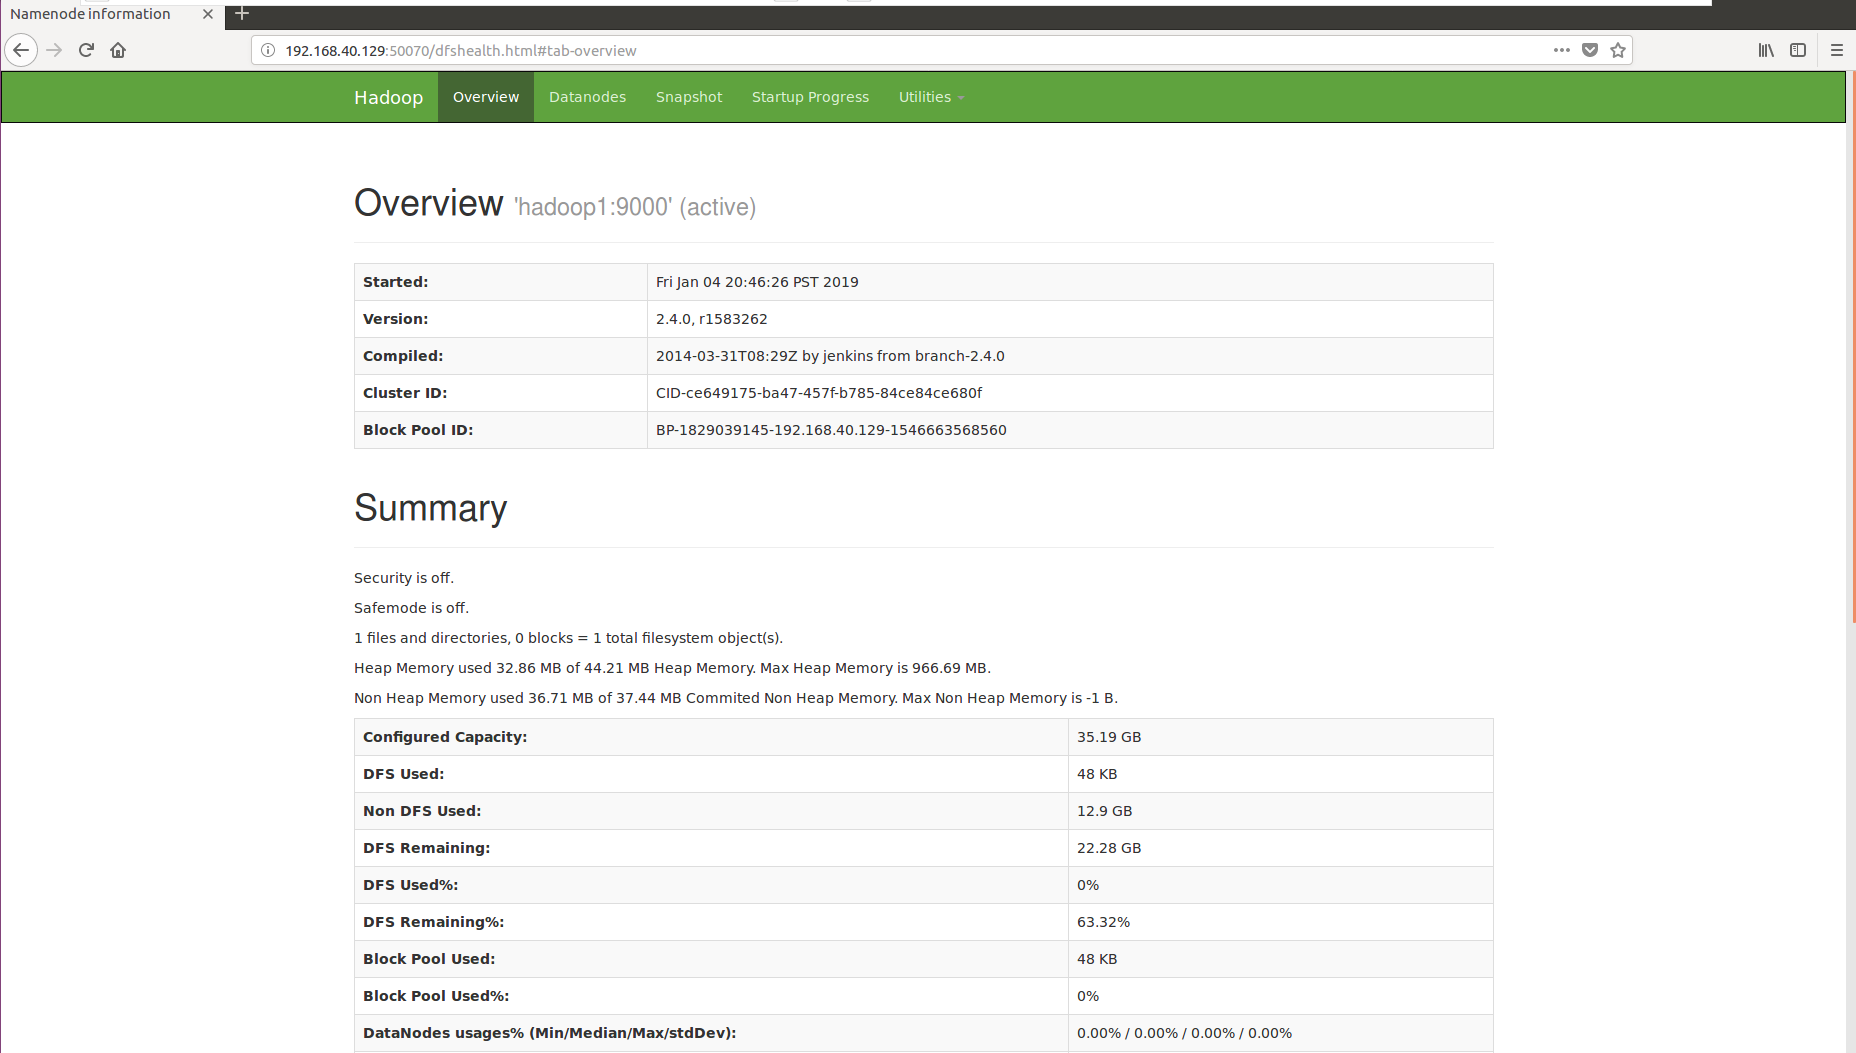 Namenode information
192.168.40.129:50070/dfshealth.html#tab-overview
Hadoop Overview Datanodes Snapshot Startup Progress Utilities
Overview 'hadoop1:9000' (active)
Started: Fri Jan 04 20:46:26 PST 2019
Version: 2.4.0, r1583262
Compiled: 2014-03-31T08:29Z by jenkins from branch-2.4.0
Cluster ID: CID-ce649175-ba47-457f-b785-84ce84ce680f
Block Pool ID: BP-1829039145-192.168.40.129-1546663568560
Summary
Security is off.
Safemode is off.
1 files and directories, 0 blocks = 1 total filesystem object(s).
Heap Memory used 32.86 MB of 44.21 MB Heap Memory. Max Heap Memory is 966.69 MB.
Non Heap Memory used 36.71 MB of 37.44 MB Commited Non Heap Memory. Max Non Heap Memory is -1 B.
Configured Capacity: 35.19 GB
DFS Used: 48 KB
Non DFS Used: 12.9 GB
DFS Remaining: 22.28 GB
DFS Used%: 0%
DFS Remaining%: 63.32%
Block Pool Used: 48 KB
Block Pool Used%: 0%
DataNodes usages% (Min/Median/Max/stdDev): 0.00% / 0.00% / 0.00% / 0.00%